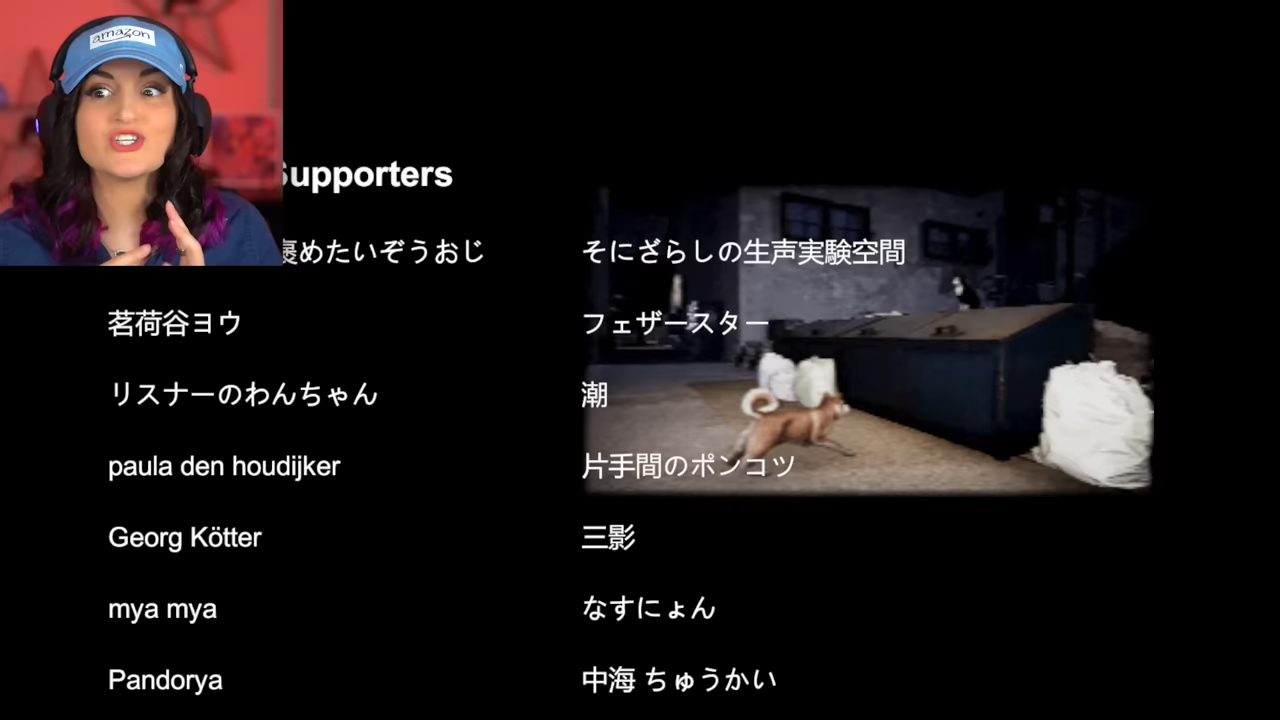 amazon
Supporters
褒めたいぞうおじ
そにざらしの生声実験空間
茗荷谷ヨウ
フェザースター
リスナーのわんちゃん
潮
paula den houdijker
片手間のポンコツ
Georg Kötter
三影
mya mya
なすにょん
Pandorya
中海 ちゅうかい